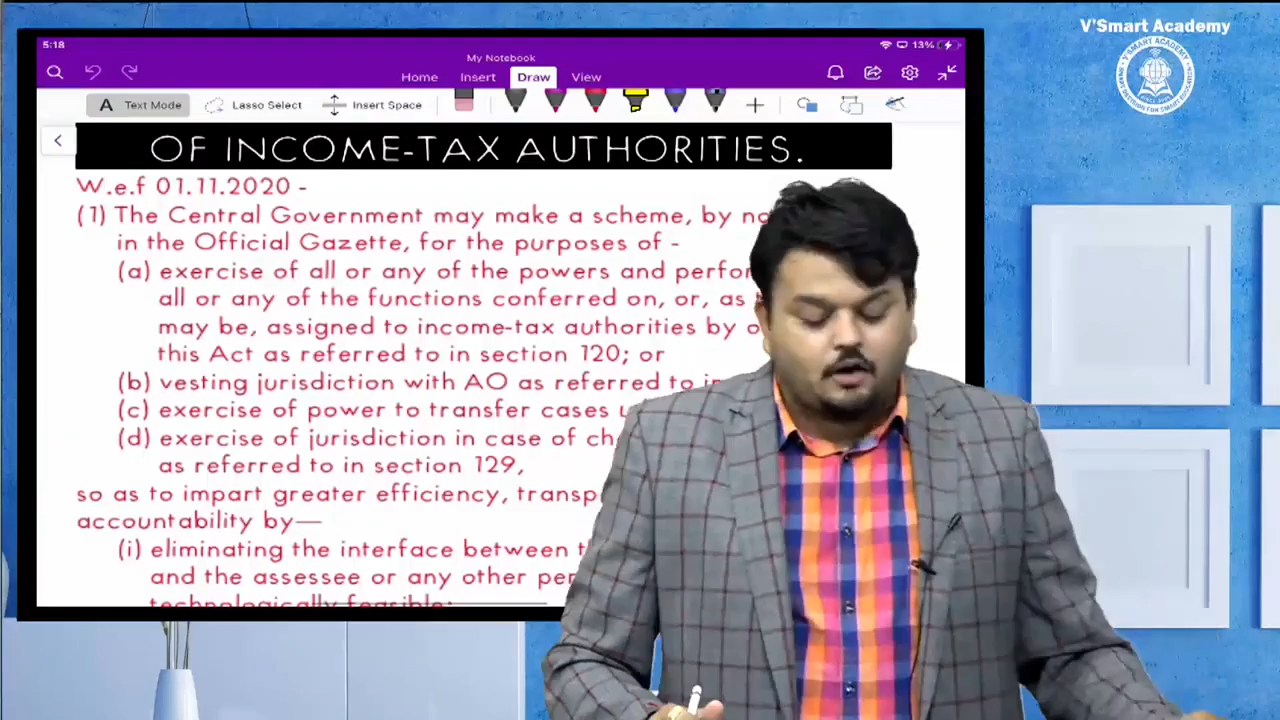 V'Smart Academy
V'SMART ACADEMY
5:18
13%
My Notebook
Home Insert Draw View
Text Mode Lasso Select Insert Space
OF INCOME-TAX AUTHORITIES.
W.e.f 01.11.2020 -
(1) The Central Government may make a scheme, by
in the Official Gazette, for the purposes of -
(a) exercise of all or any of the powers and
all or any of the functions conferred on, or, as
may be, assigned to income-tax authorities by
this Act as referred to in section 120; or
(b) vesting jurisdiction with AO as referred to
(c) exercise of power to transfer cases
(d) exercise of jurisdiction in case of
as referred to in section 129,
so as to impart greater efficiency,
accountability by—
(i) eliminating the interface between
and the assessee or any other
technologically feasible;